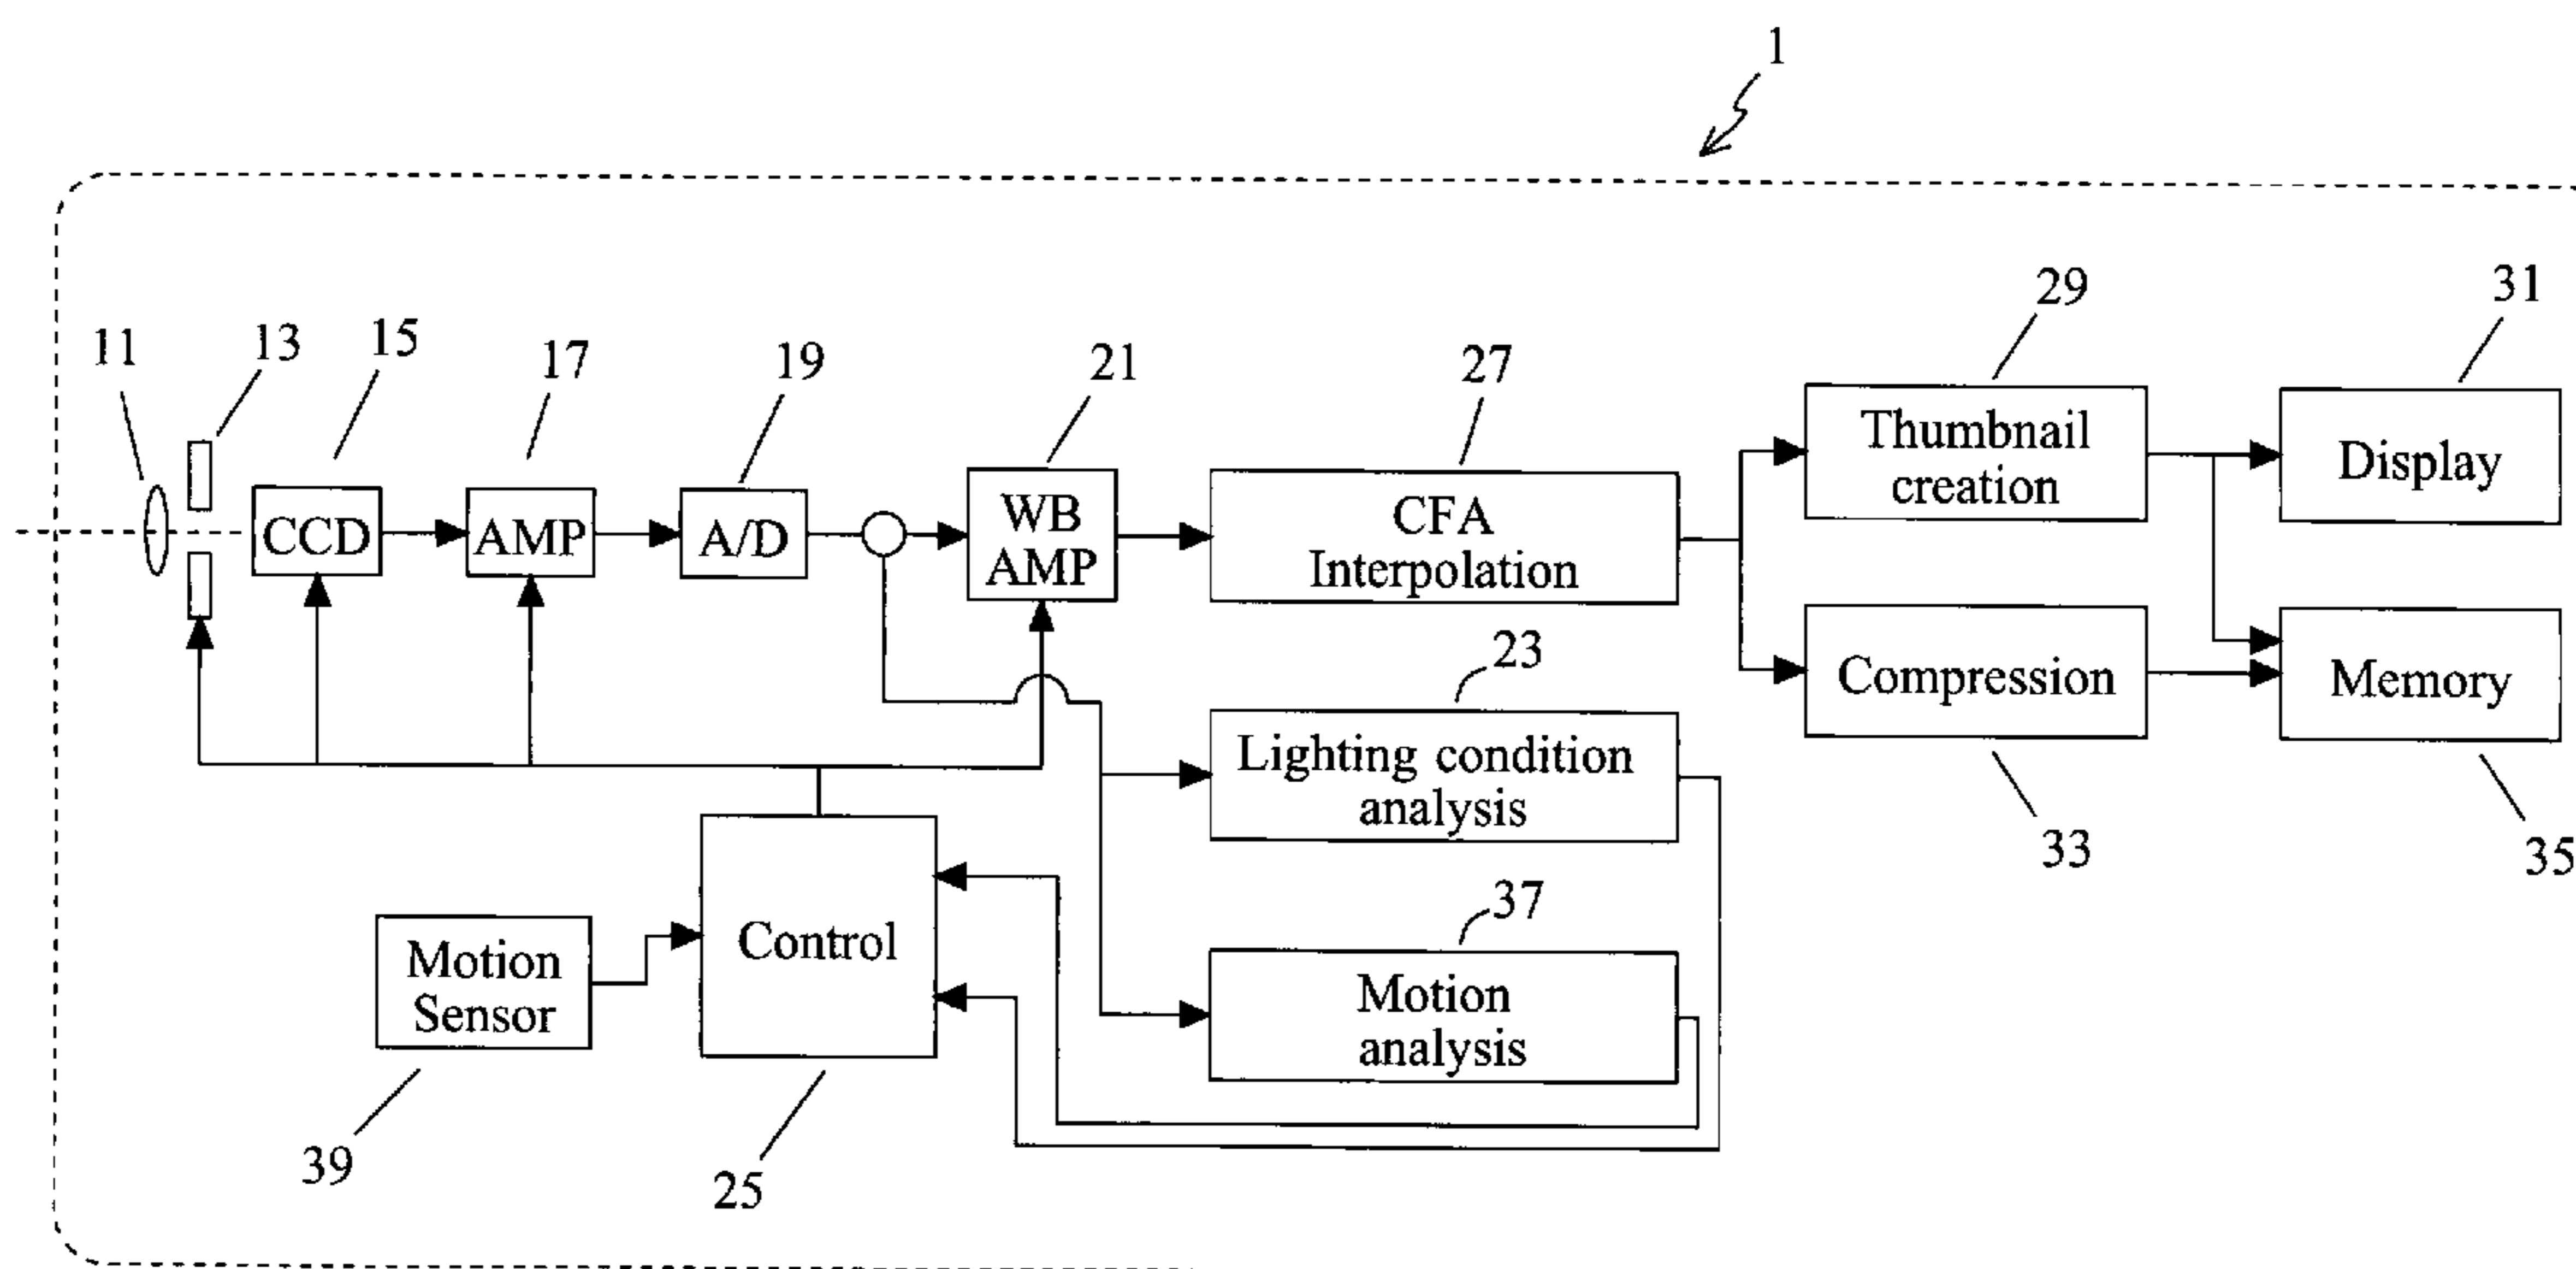 1
11
13
15
17
19
21
27
29
31
CCD
AMP
A/D
WB
AMP
CFA
Interpolation
Thumbnail
creation
Display
23
Lighting condition
analysis
Compression
Memory
33
35
37
Motion
analysis
Control
Motion
Sensor
39
25